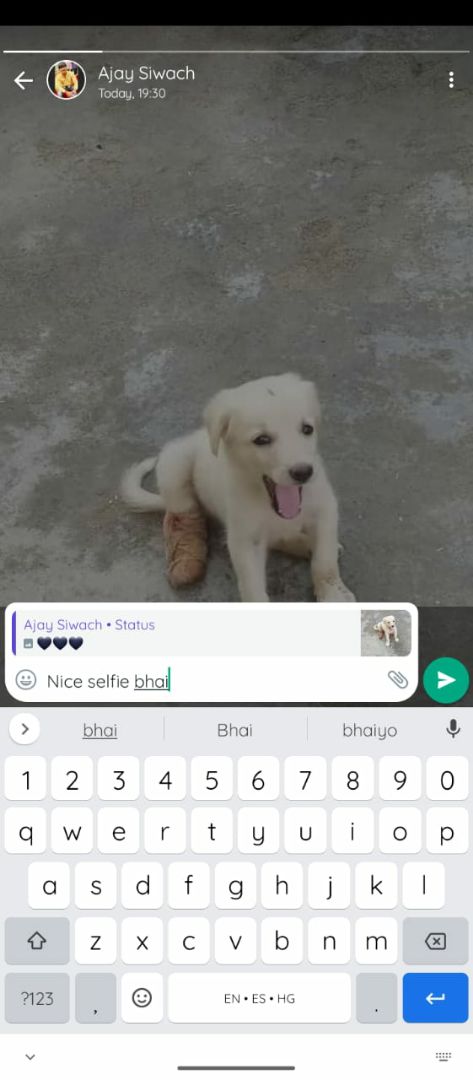 Ajay Siwach
Today, 19:30
Ajay Siwach • Status
🖤🖤🖤
Nice selfie bhai
bhai Bhai bhaiyo
1 2 3 4 5 6 7 8 9 0
q w e r t y u i o p
a s d f g h j k l
z x c v b n m
?123 , EN • ES • HG .